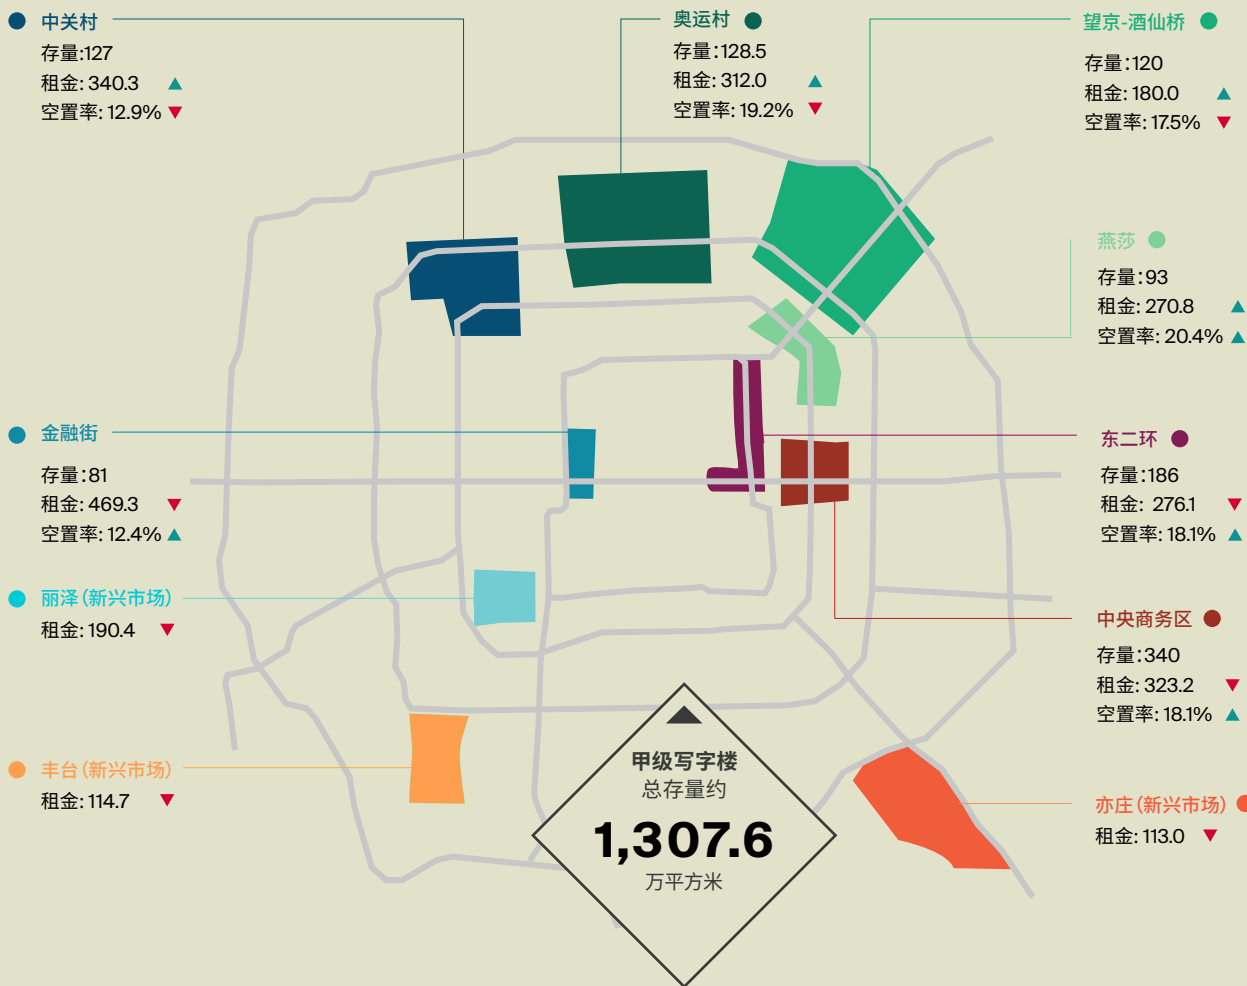 中关村
存量:127
租金: 340.3 ▲
空置率: 12.9% ▼
奥运村
存量:128.5
租金: 312.0 ▲
空置率: 19.2% ▼
望京-酒仙桥
存量:120
租金: 180.0 ▲
空置率: 17.5% ▼
燕莎
存量:93
租金: 270.8 ▲
空置率: 20.4% ▲
金融街
存量:81
租金: 469.3 ▼
空置率: 12.4% ▲
东二环
存量:186
租金: 276.1 ▼
空置率: 18.1% ▲
丽泽(新兴市场)
租金: 190.4 ▼
中央商务区
存量:340
租金: 323.2 ▼
空置率: 18.1% ▲
丰台(新兴市场)
租金: 114.7 ▼
亦庄(新兴市场)
租金: 113.0 ▼
甲级写字楼
总存量约
1,307.6
万平方米